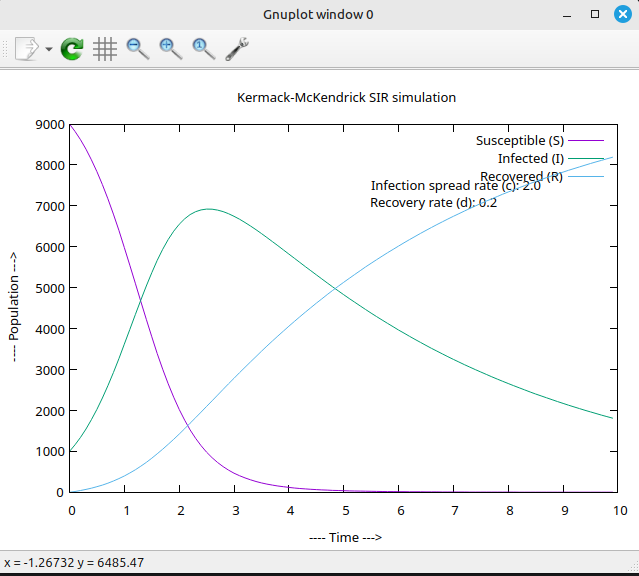 Gnuplot window 0
Kermack-McKendrick SIR simulation
9000
8000
7000
6000
5000
4000
3000
2000
1000
0
Susceptible (S)
Infected (I)
Recovered (R)
Infection spread rate (c): 2.0
Recovery rate (d): 0.2
---- Population --->
0 1 2 3 4 5 6 7 8 9 10
---- Time --->
x = -1.26732 y = 6485.47